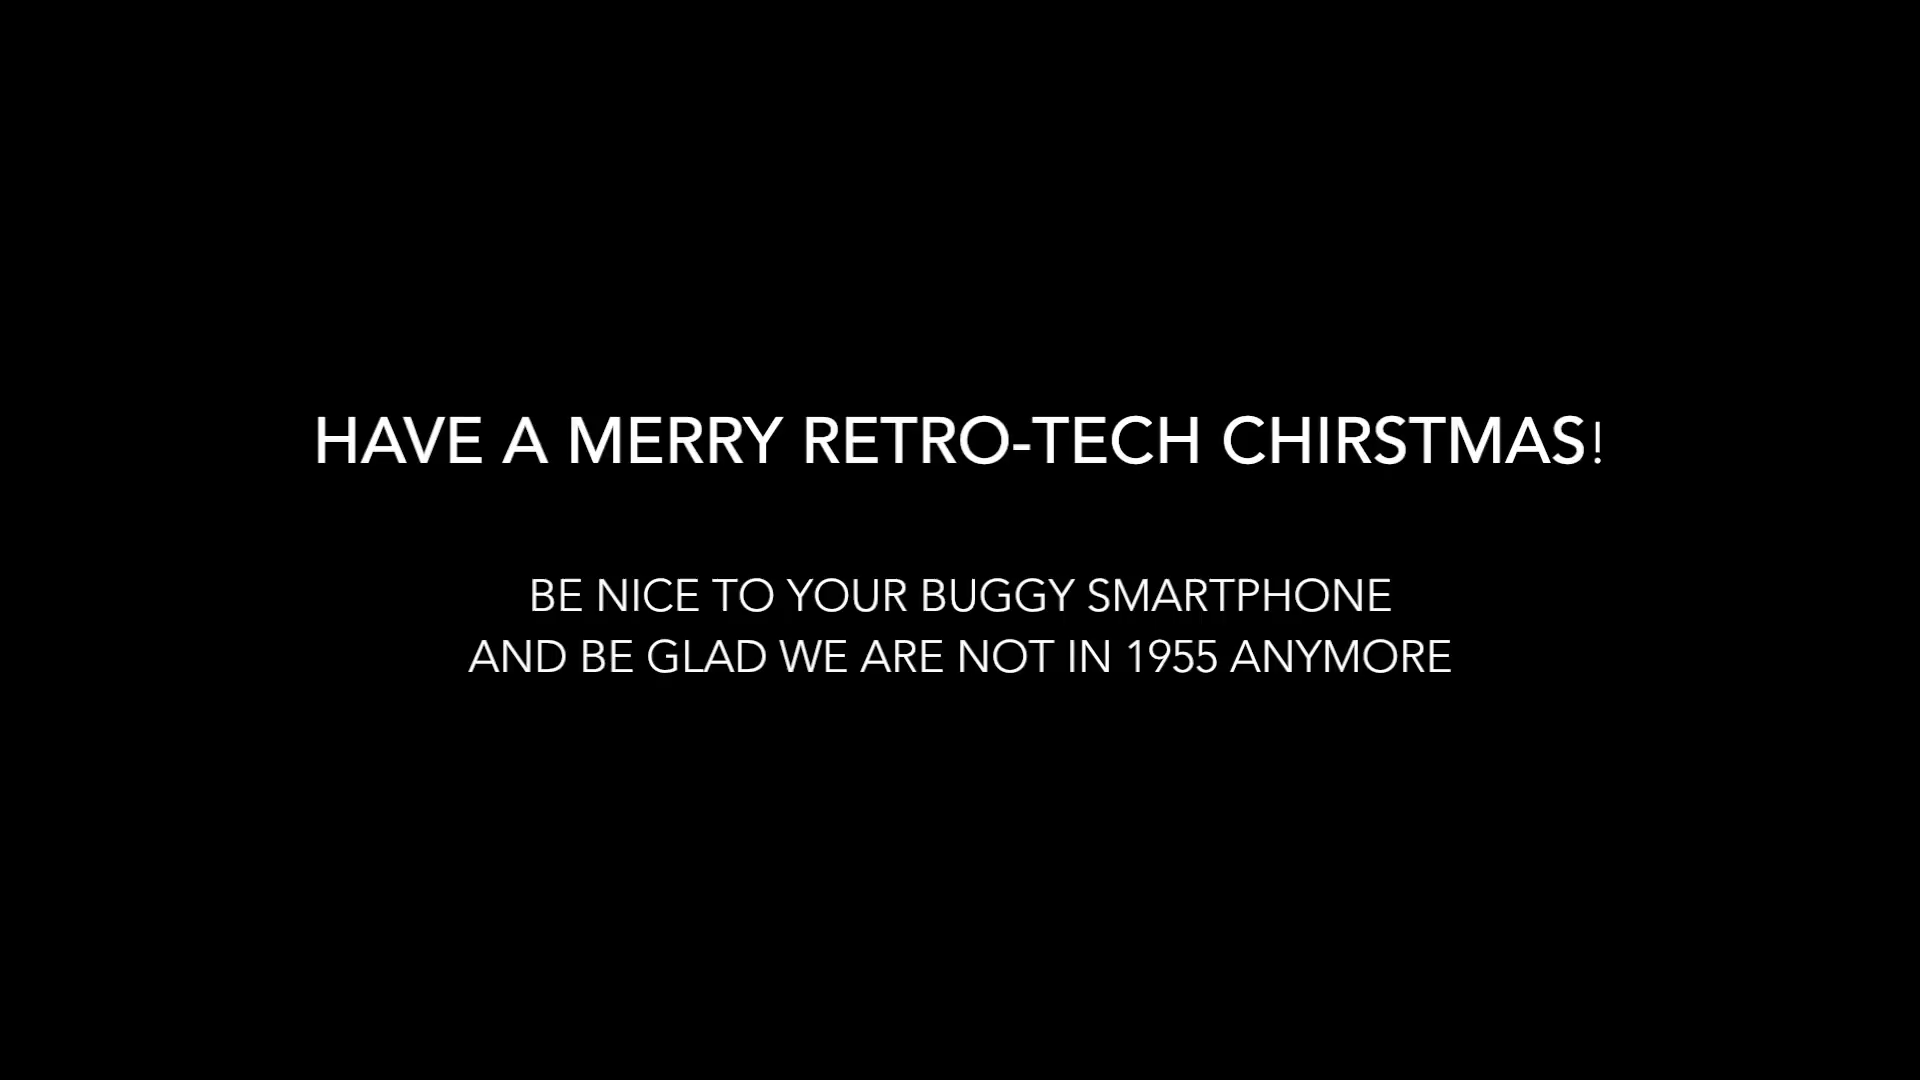 HAVE A MERRY RETRO-TECH CHIRSTMAS!
BE NICE TO YOUR BUGGY SMARTPHONE
AND BE GLAD WE ARE NOT IN 1955 ANYMORE